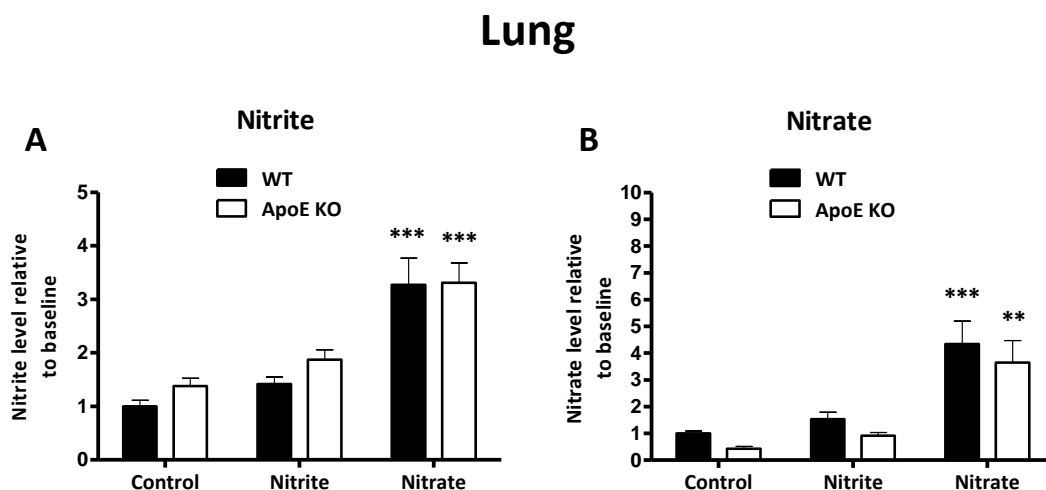 Lung
A
Nitrite
WT
ApoE KO
Nitrite level relative
to baseline
5
4
3
2
1
0
***
***
Control
Nitrite
Nitrate
B
Nitrate
WT
ApoE KO
Nitrate level relative
to baseline
10
9
8
7
6
5
4
3
2
1
0
***
**
Control
Nitrite
Nitrate